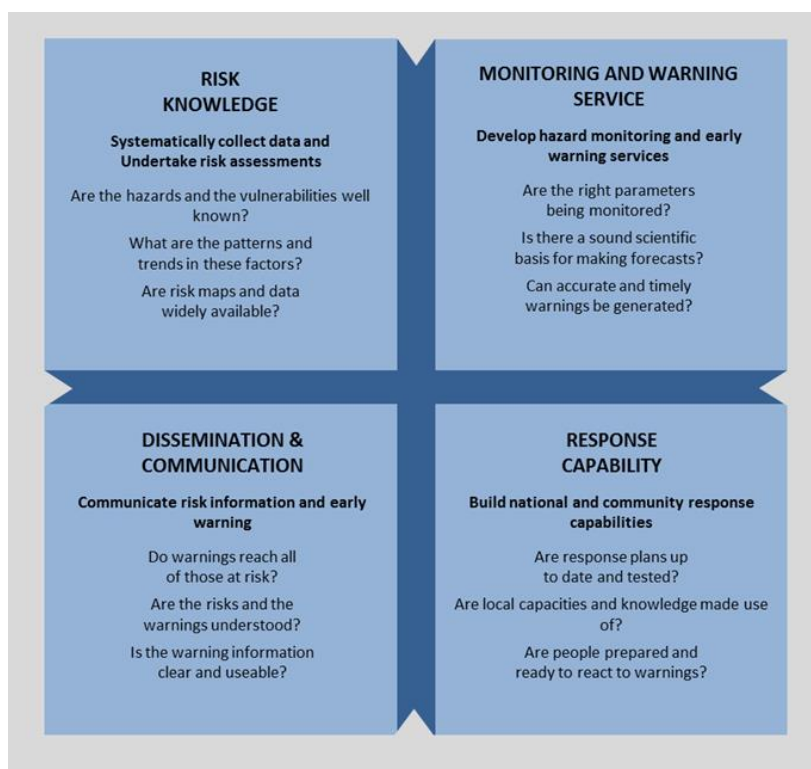 RISK
KNOWLEDGE
Systematically collect data and
Undertake risk assessments
Are the hazards and the vulnerabilities well
known?
What are the patterns and
trends in these factors?
Are risk maps and data
widely available?
MONITORING AND WARNING
SERVICE
Develop hazard monitoring and early
warning services
Are the right parameters
being monitored?
Is there a sound scientific
basis for making forecasts?
Can accurate and timely
warnings be generated?
DISSEMINATION &
COMMUNICATION
Communicate risk information and early
warning
Do warnings reach all
of those at risk?
Are the risks and the
warnings understood?
Is the warning information
clear and useable?
RESPONSE
CAPABILITY
Build national and community response
capabilities
Are response plans up
to date and tested?
Are local capacities and knowledge made use
of?
Are people prepared and
ready to react to warnings?